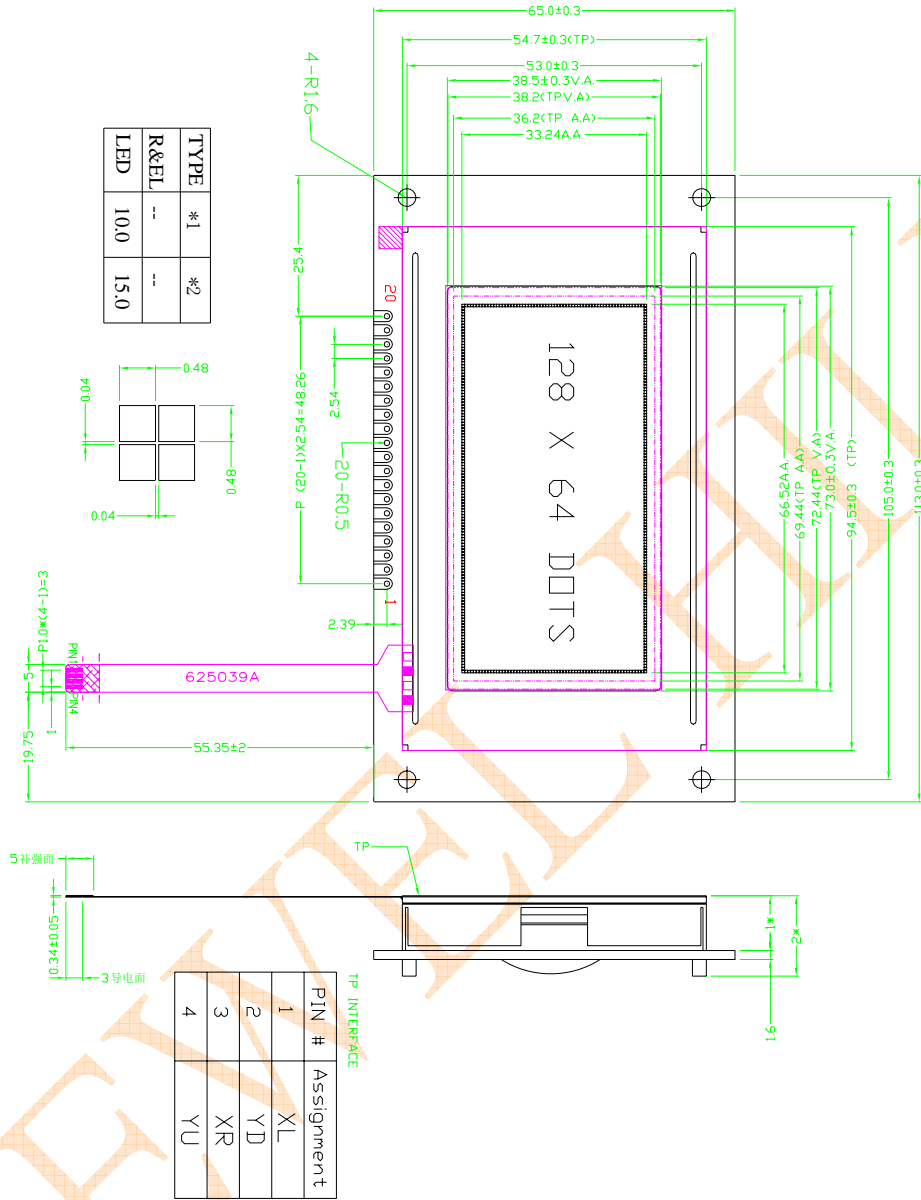 65.0±0.3
54.7±0.3(TP)
53.0±0.3
38.5±0.3V.A.
38.2(TPV.A)
36.2(TP A.A)
33.24A.A.
4-R1.6
TYPE *1 *2
R&EL -- --
LED 10.0 15.0
25.4
20
P (20-1)X2.54=48.26
2.54
20-R0.5
1
2.39
128 X 64 DOTS
66.52A.A.
69.44(TP A.A)
72.44(TP V.A)
73.0±0.3V.A.
94.5±0.3 (TP)
105.0±0.3
113.0±0.3
0.48
0.04
0.48
0.04
P1.0*(4-1)=3
5
PIN1
PIN4
1
19.75
625039A
55.35±2
5补强面
0.34±0.05
3导电面
TP
1*
2*
1.6
TP INTERFACE
PIN # Assignment
1 XL
2 YD
3 XR
4 YU
EWEL HI